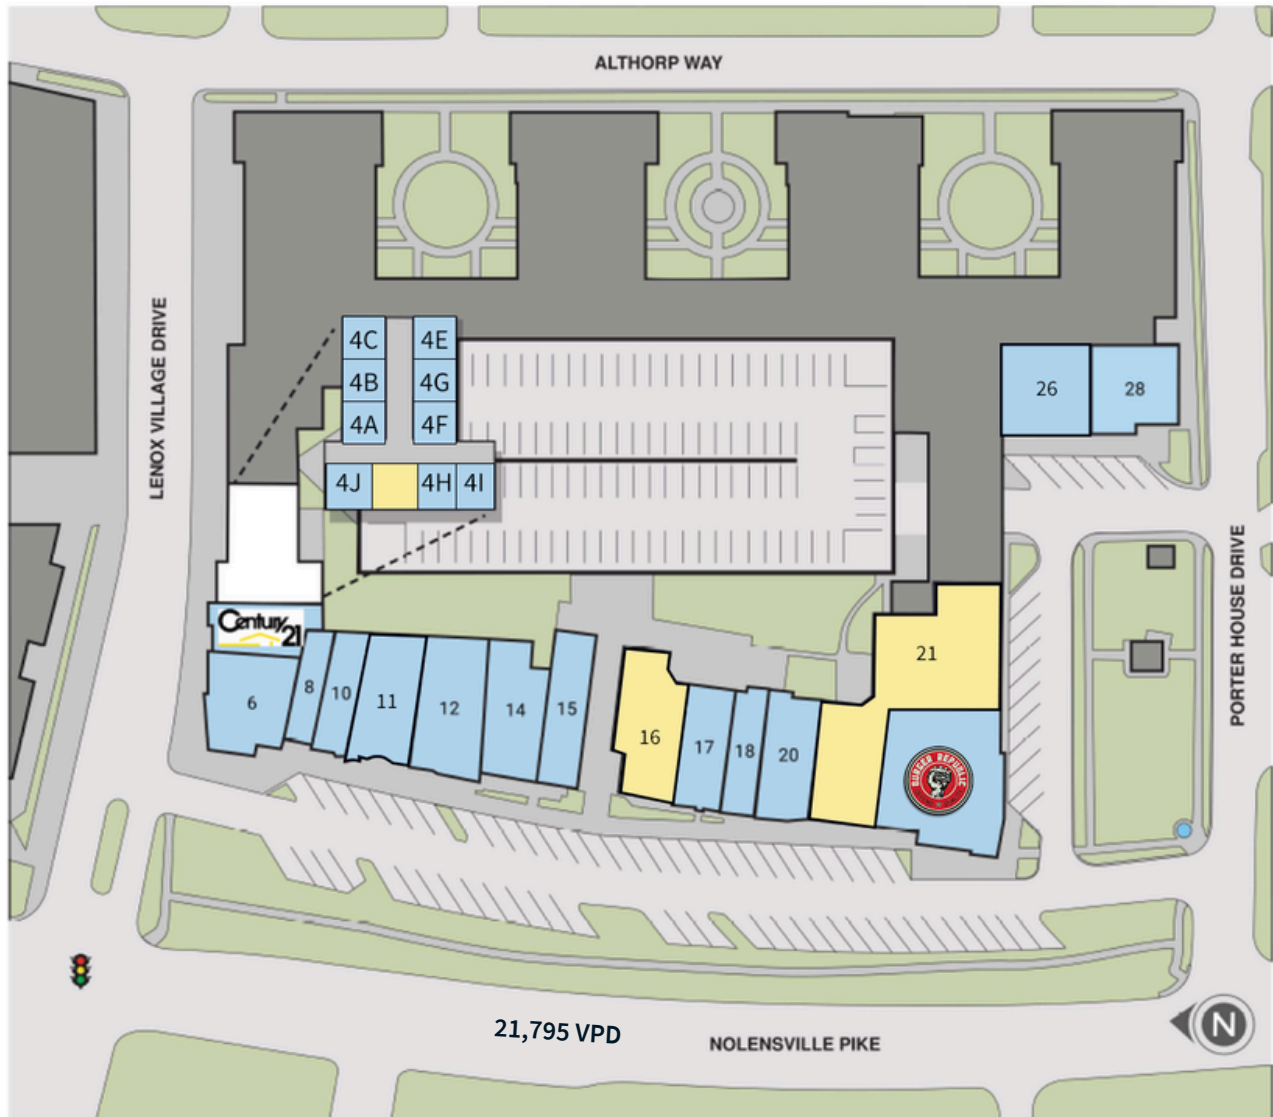 ALTHORP WAY
LENOX VILLAGE DRIVE
4C
4E
4B
4G
4A
4F
4J
4H
4I
26
28
PORTER HOUSE DRIVE
Century 21
6
8
10
11
12
14
15
16
17
18
20
21
BURGER REPUBLIC
21,795 VPD
NOLENSVILLE PIKE
N